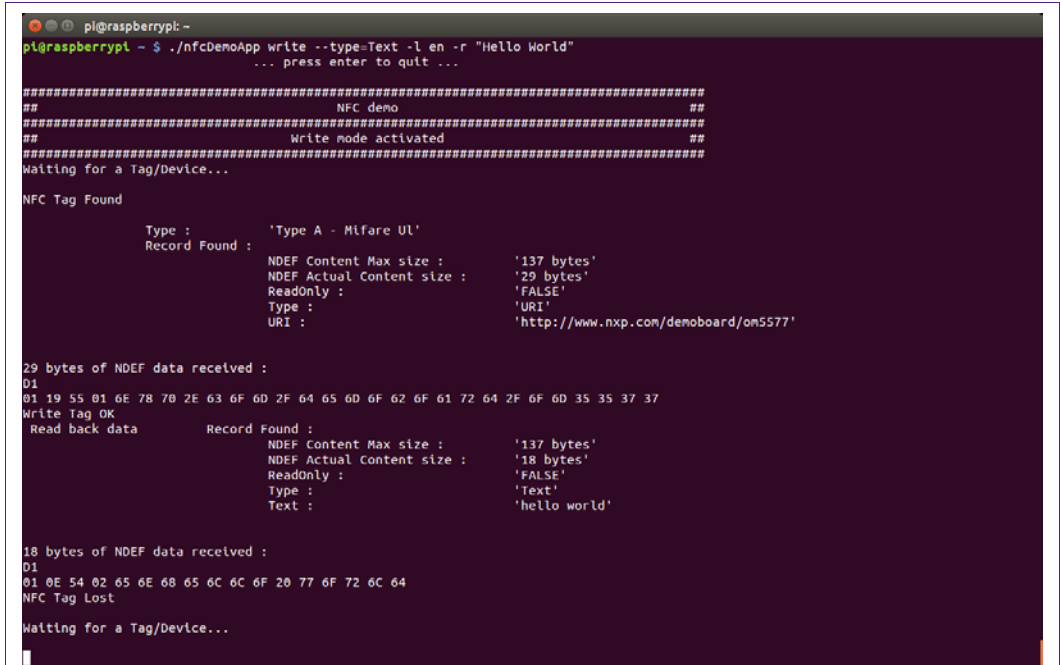 pi@raspberrypi: ~
pi@raspberrypi ~ $ ./nfcDemoApp write --type=Text -l en -r "Hello World"
... press enter to quit ...
#########################################################################################
## NFC demo ##
#########################################################################################
## Write mode activated ##
#########################################################################################
Waiting for a Tag/Device...
NFC Tag Found
Type : 'Type A - Mifare Ul'
Record Found :
NDEF Content Max size : '137 bytes'
NDEF Actual Content size : '29 bytes'
ReadOnly : 'FALSE'
Type : 'URI'
URI : 'http://www.nxp.com/demoboard/om5577'
29 bytes of NDEF data received :
D1
01 19 55 01 6E 78 70 2E 63 6F 6D 2F 64 65 6D 6F 62 6F 61 72 64 2F 6F 6D 35 35 37 37
Write Tag OK
Read back data Record Found :
NDEF Content Max size : '137 bytes'
NDEF Actual Content size : '18 bytes'
ReadOnly : 'FALSE'
Type : 'Text'
Text : 'hello world'
18 bytes of NDEF data received :
D1
01 0E 54 02 65 6E 68 65 6C 6C 6F 20 77 6F 72 6C 64
NFC Tag Lost
Waiting for a Tag/Device...